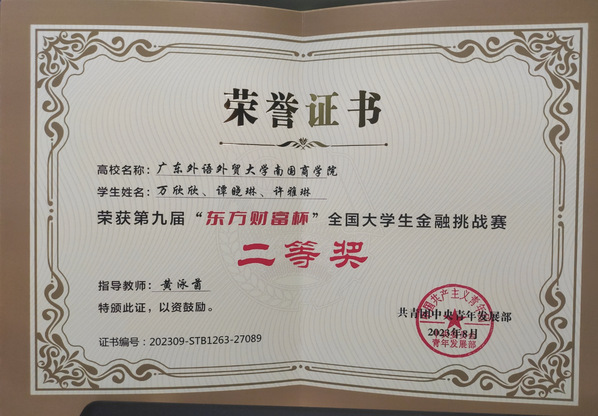 荣誉证书
高校名称：广东外语外贸大学南国商学院
学生姓名：万欣欣、谭晓琳、许雅琳
荣获第九届“东方财富杯”全国大学生金融挑战赛
二等奖
指导教师：黄泳茵
特颁此证，以资鼓励。
共青团中央青年发展部
2023年8月
青年发展部
证书编号：202309-STB1263-27089